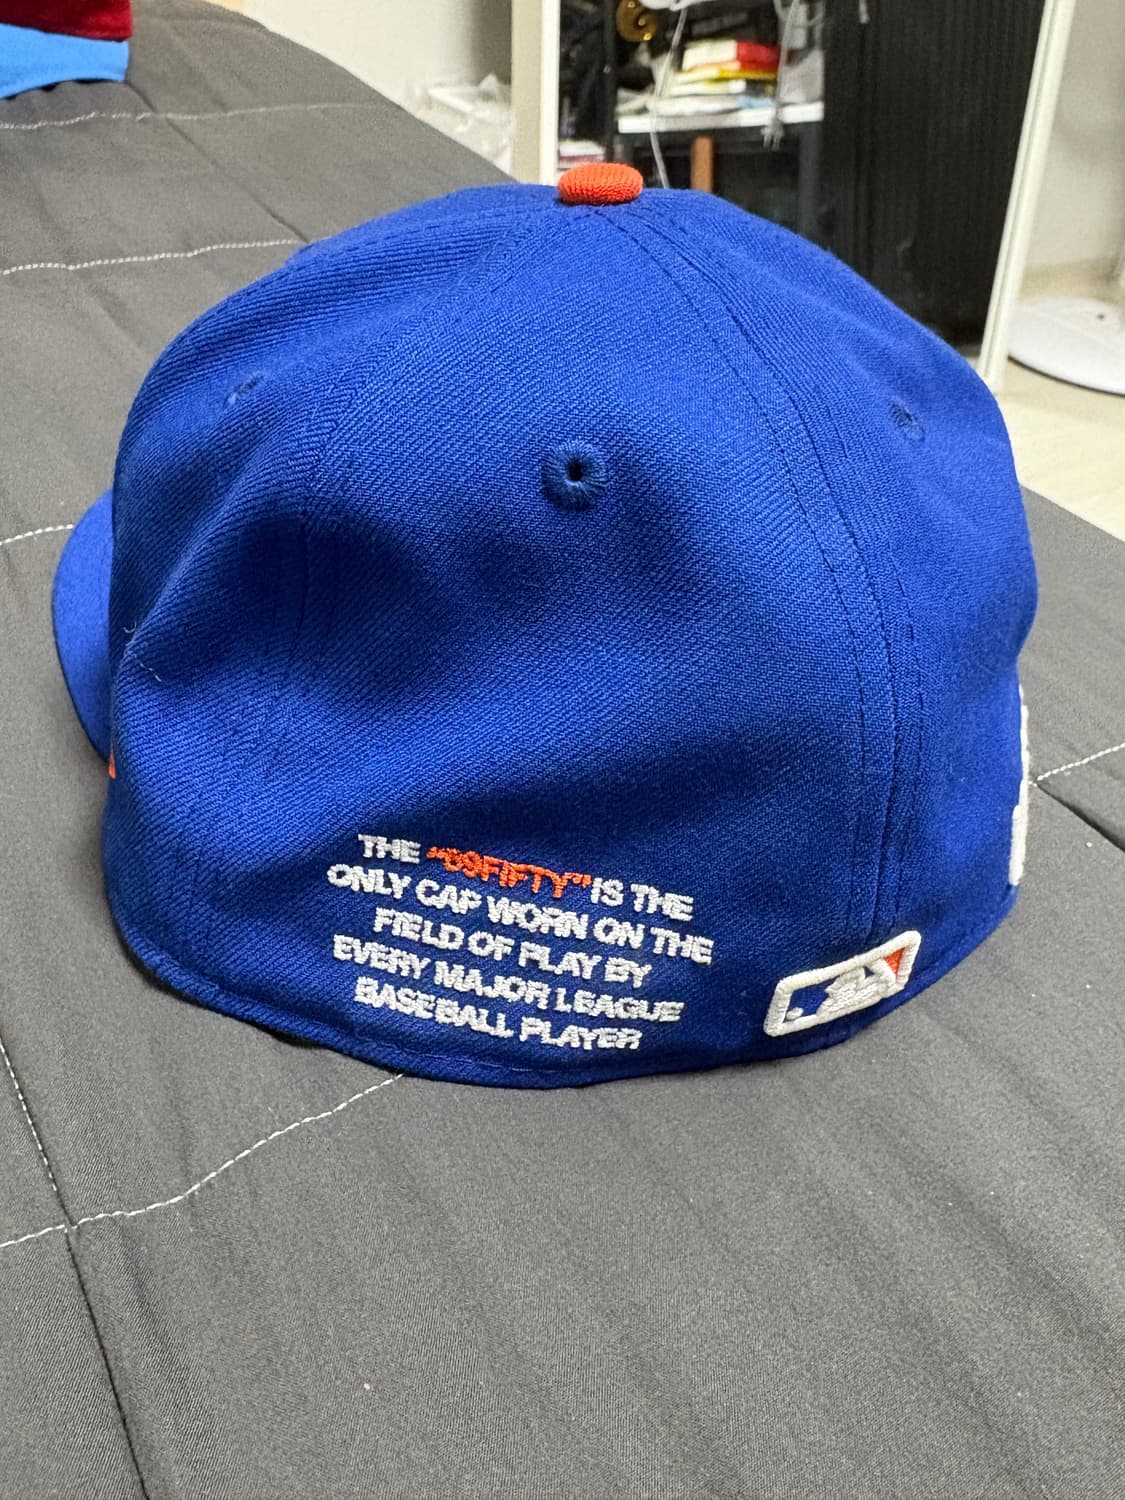 THE "59FIFTY" IS THE
ONLY CAP WORN ON THE
FIELD OF PLAY BY
EVERY MAJOR LEAGUE
BASEBALL PLAYER